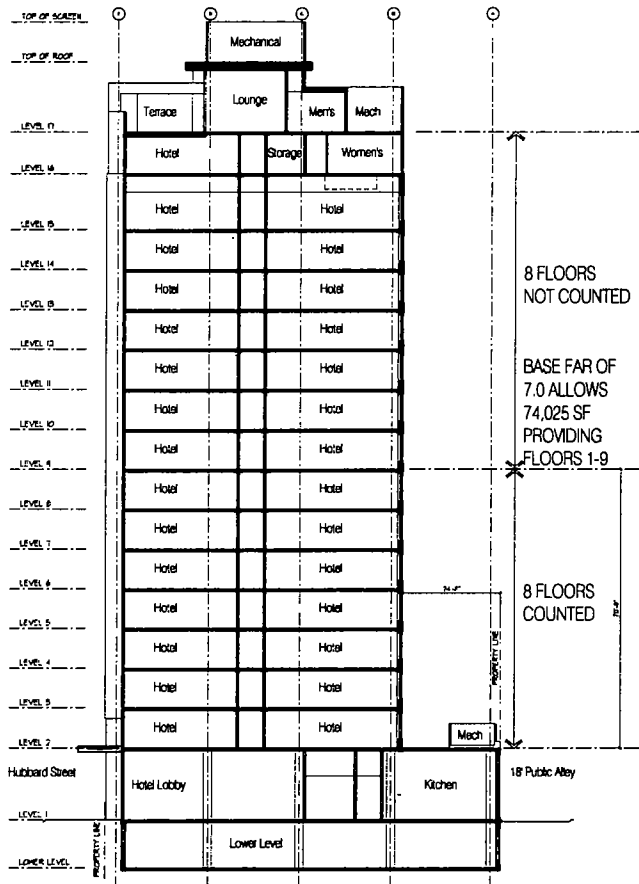 TOP OF SCREEN
Mechanical
TOP OF ROOF
Terrace Lounge Men's Mech
LEVEL 17
Hotel Storage Women's
LEVEL 16
Hotel Hotel
LEVEL 15
Hotel Hotel
LEVEL 14
Hotel Hotel
8 FLOORS
NOT COUNTED
LEVEL 13
Hotel Hotel
LEVEL 12
Hotel Hotel
BASE FAR OF
7.0 ALLOWS
74,025 SF
PROVIDING
FLOORS 1-9
LEVEL 11
Hotel Hotel
LEVEL 10
Hotel Hotel
LEVEL 9
Hotel Hotel
LEVEL 8
Hotel Hotel
LEVEL 7
Hotel Hotel
LEVEL 6
8 FLOORS
COUNTED
Hotel Hotel
LEVEL 5
Hotel Hotel
LEVEL 4
Hotel Hotel
LEVEL 3
Hotel Hotel Mech
PROPERTY LINE
LEVEL 2
Hubbard Street Hotel Lobby Kitchen 18' Public Alley
LEVEL 1
Lower Level
PROPERTY LINE
LOWER LEVEL